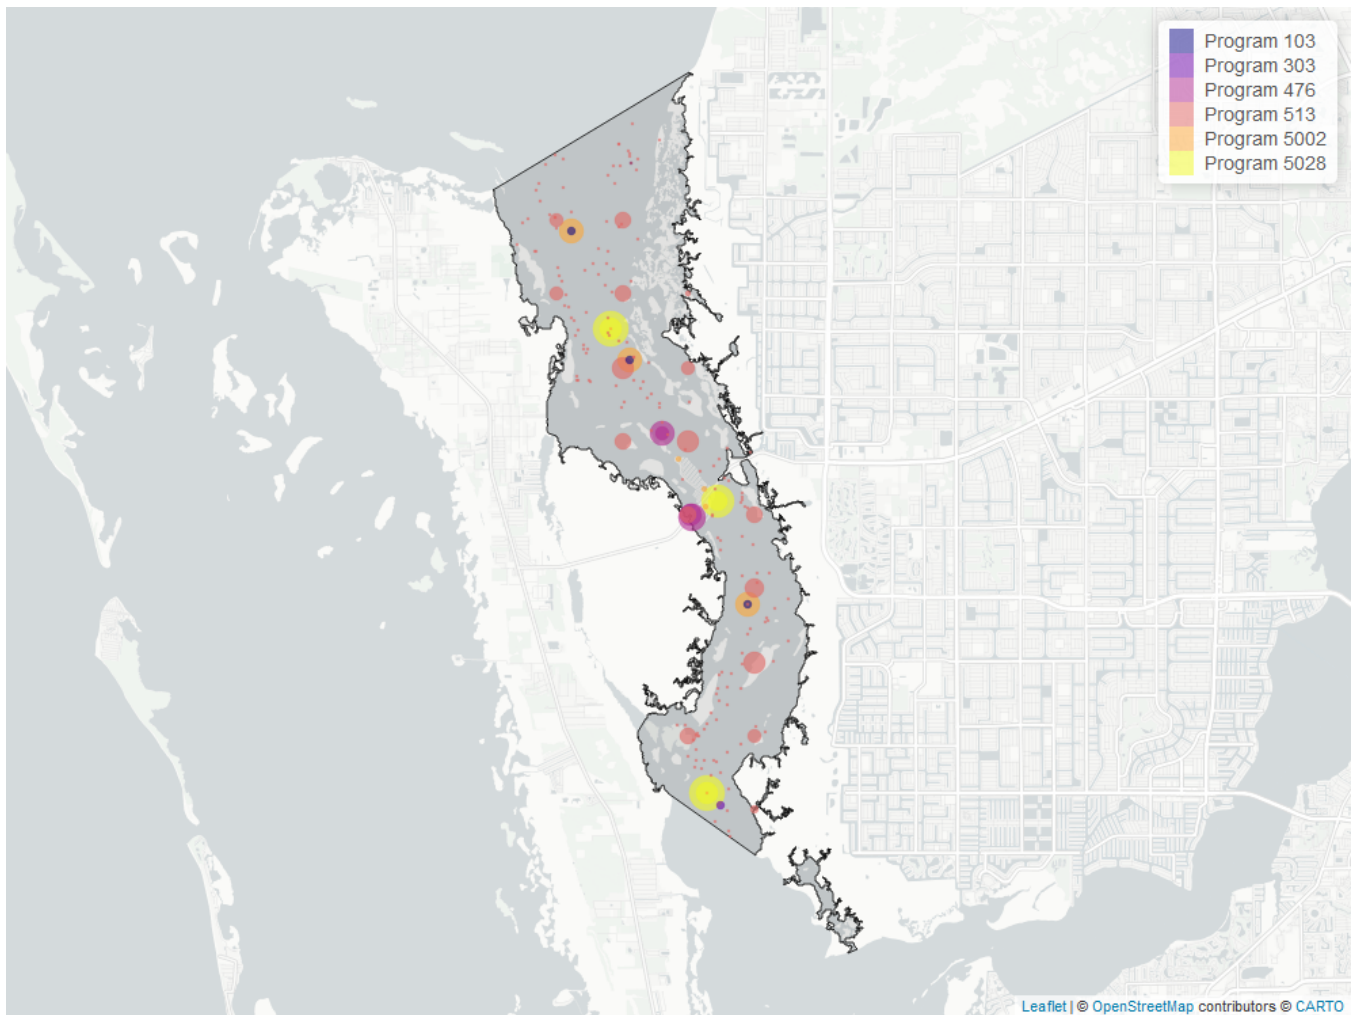 Program 103
Program 303
Program 476
Program 513
Program 5002
Program 5028
Leaflet | © OpenStreetMap contributors © CARTO